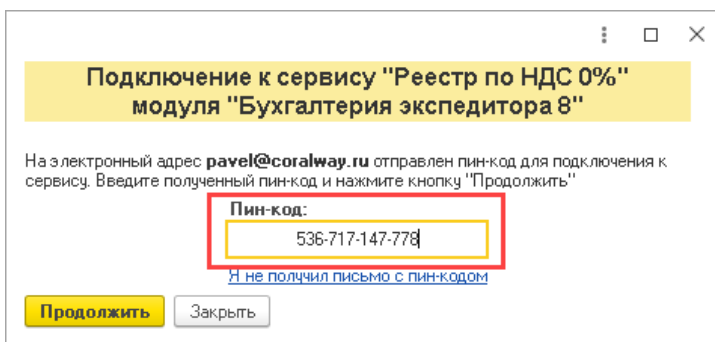 Подключение к сервису "Реестр по НДС 0%"
модуля "Бухгалтерия экспедитора 8"
На электронный адрес pavel@coralway.ru отправлен пин-код для подключения к
сервису. Введите полученный пин-код и нажмите кнопку "Продолжить"
Пин-код:
536-717-147-778
Я не получил письмо с пин-кодом
Продолжить Закрыть